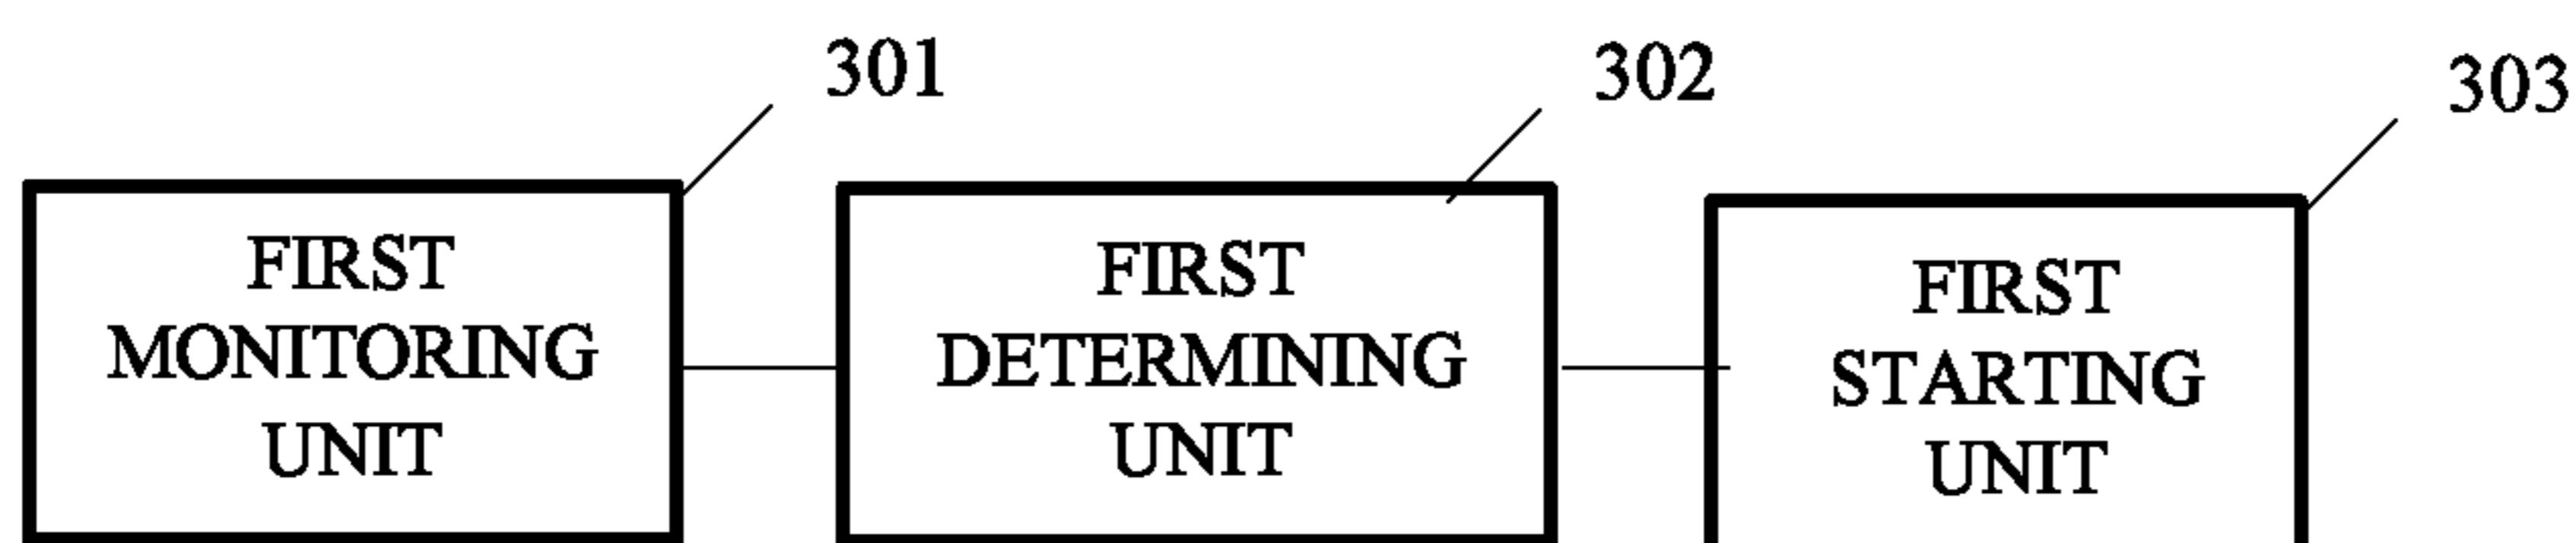 301
302
303
FIRST
MONITORING
UNIT
FIRST
DETERMINING
UNIT
FIRST
STARTING
UNIT